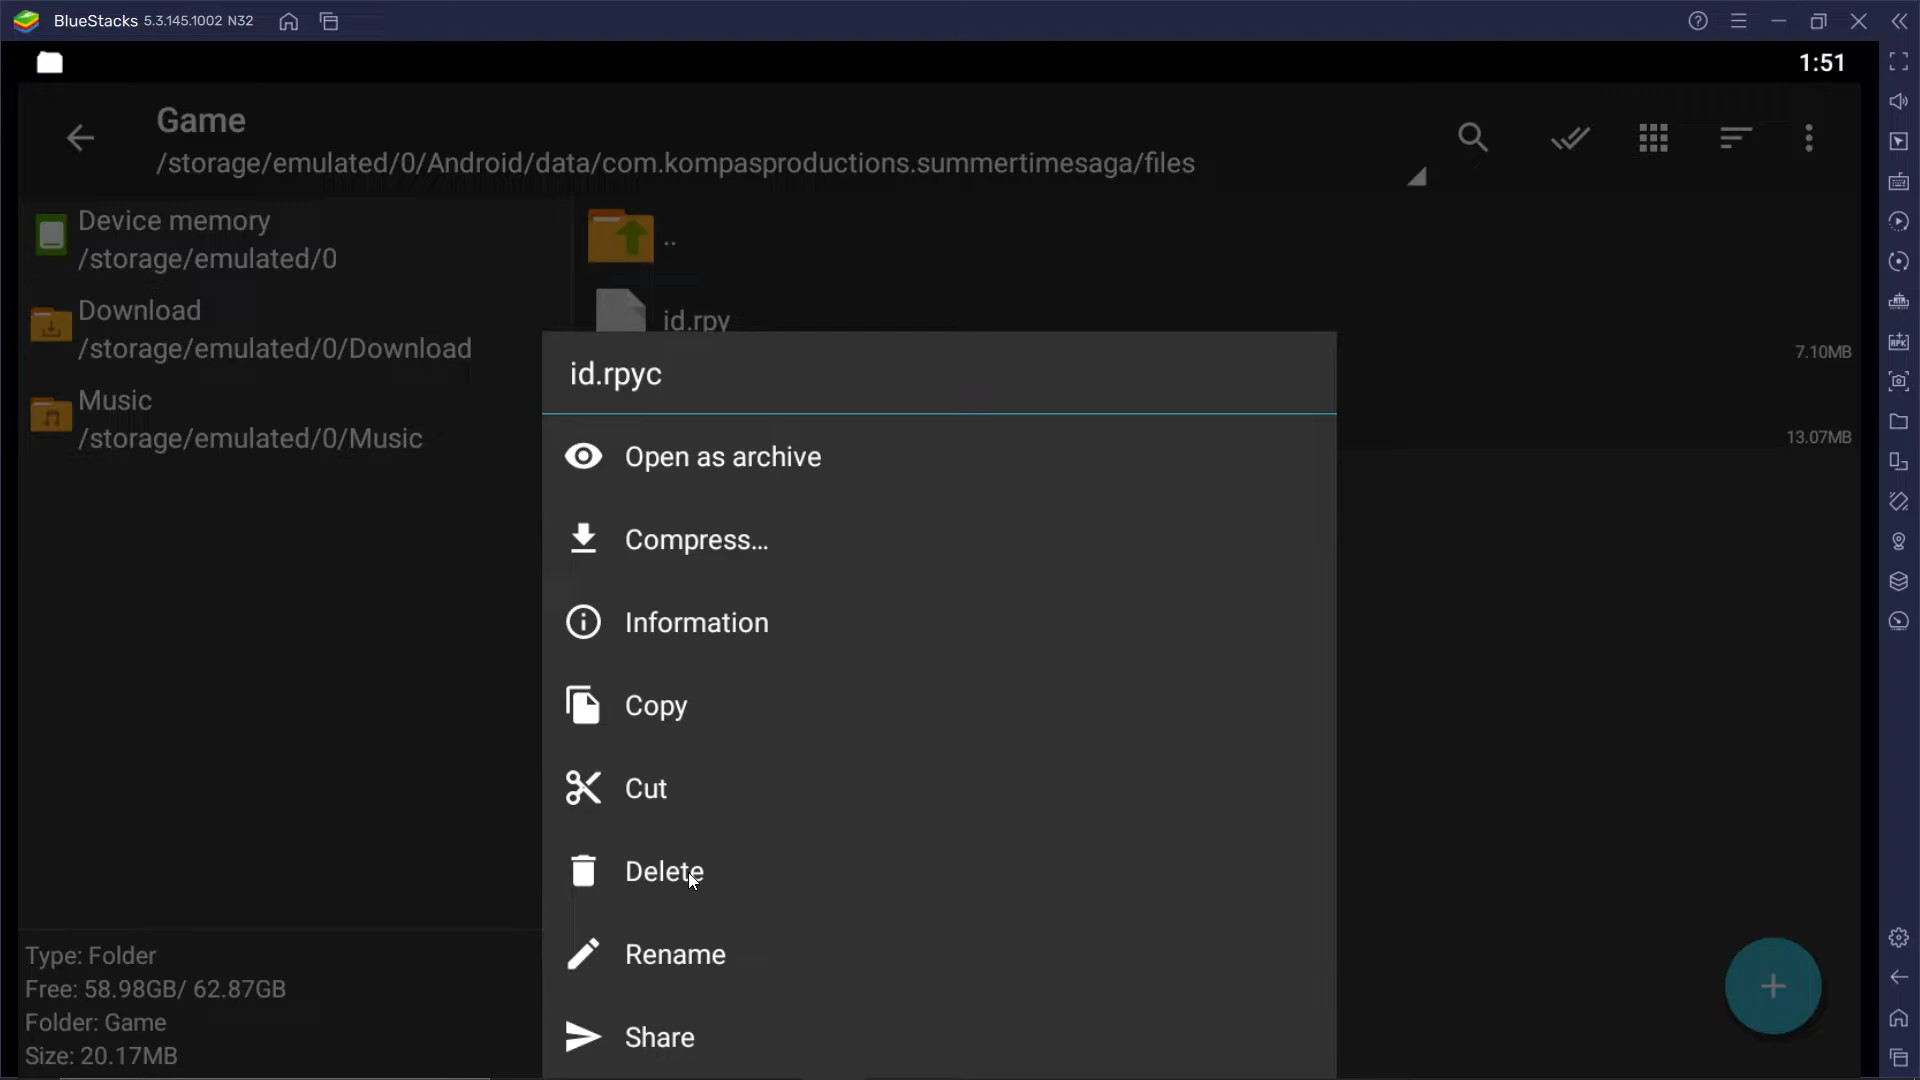 BlueStacks 5.3.145.1002 N32
1:51
Game
/storage/emulated/0/Android/data/com.kompasproductions.summertimesaga/files
Device memory
/storage/emulated/0
Download
/storage/emulated/0/Download
Music
/storage/emulated/0/Music
..
id.rpy
7.10MB
13.07MB
id.rpyc
Open as archive
Compress...
Information
Copy
Cut
Delete
Rename
Share
Type: Folder
Free: 58.98GB/ 62.87GB
Folder: Game
Size: 20.17MB